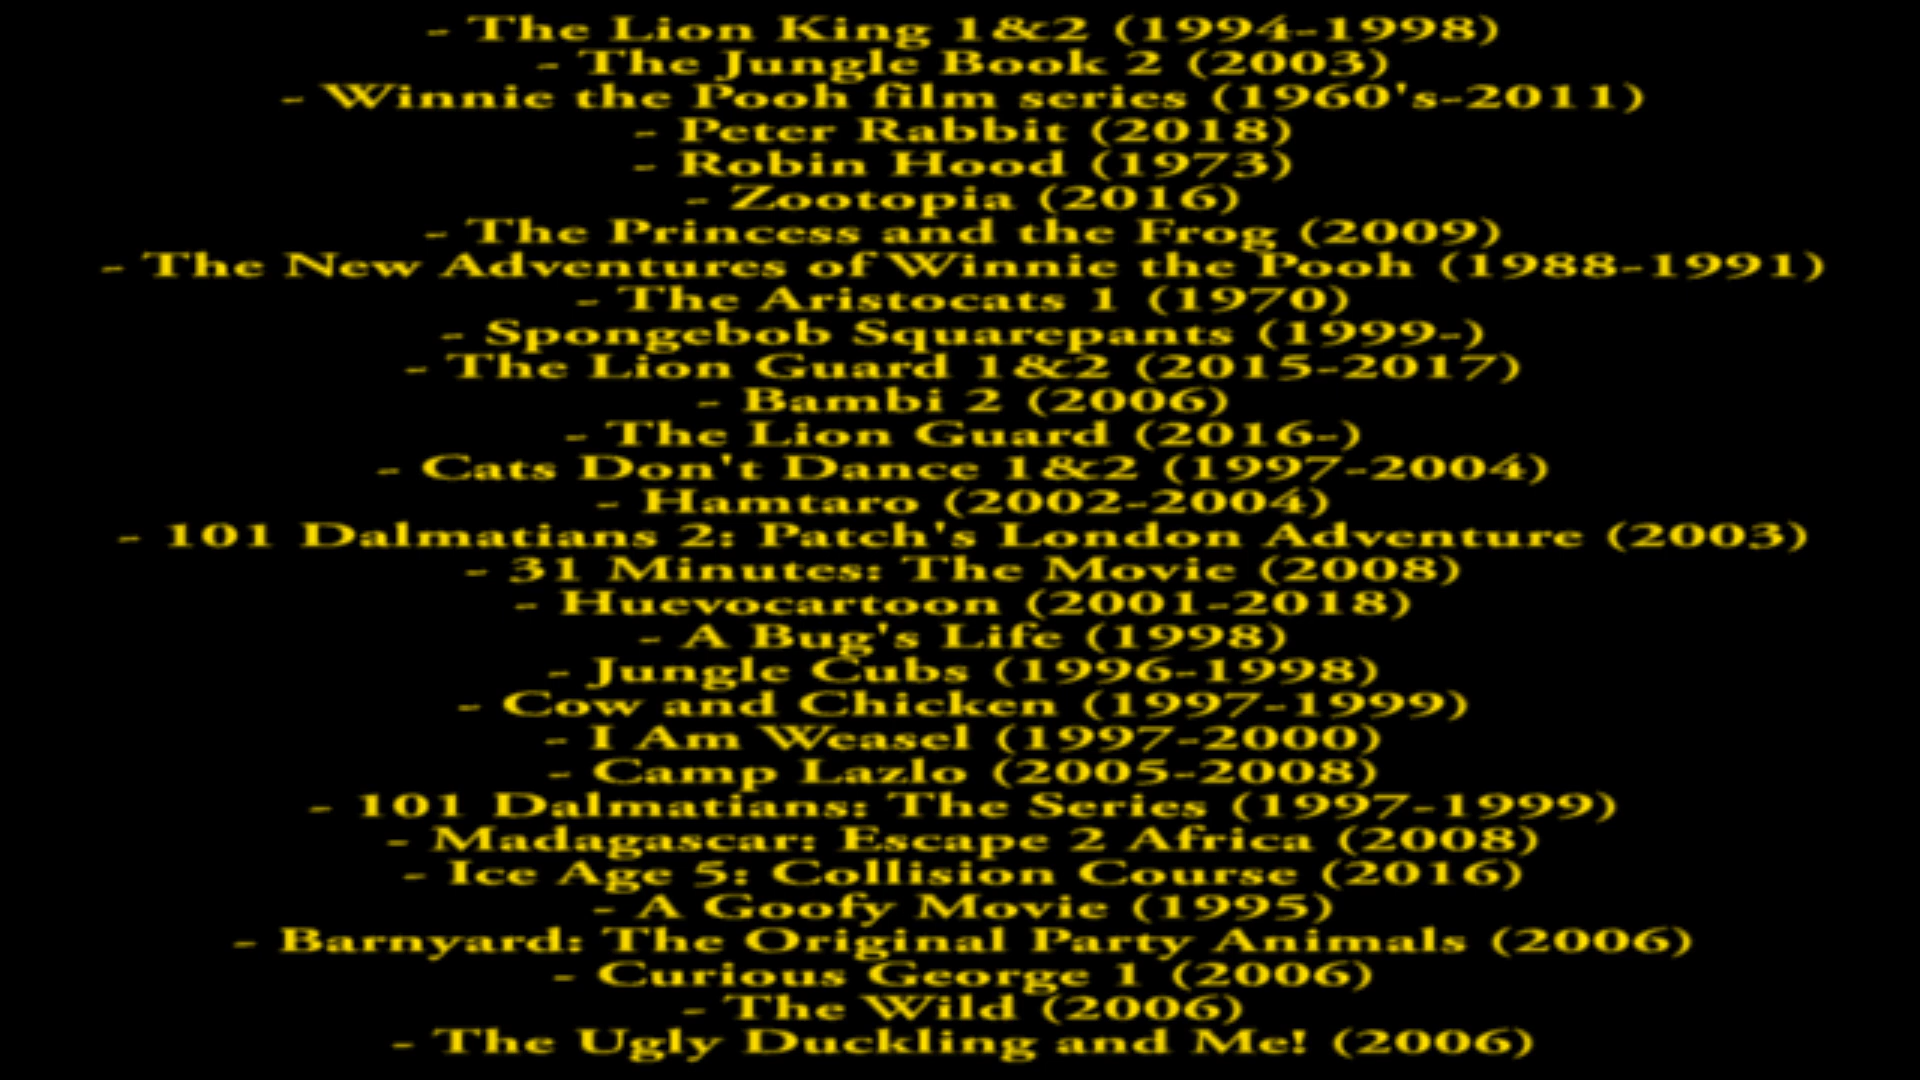 - The Lion King 1&2 (1994-1998)
- The Jungle Book 2 (2003)
- Winnie the Pooh film series (1960's-2011)
- Peter Rabbit (2018)
- Robin Hood (1973)
- Zootopia (2016)
- The Princess and the Frog (2009)
- The New Adventures of Winnie the Pooh (1988-1991)
- The Aristocats 1 (1970)
- Spongebob Squarepants (1999-)
- The Lion Guard 1&2 (2015-2017)
- Bambi 2 (2006)
- The Lion Guard (2016-)
- Cats Don't Dance 1&2 (1997-2004)
- Hamtaro (2002-2004)
- 101 Dalmatians 2: Patch's London Adventure (2003)
- 31 Minutes: The Movie (2008)
- Huevocartoon (2001-2018)
- A Bug's Life (1998)
- Jungle Cubs (1996-1998)
- Cow and Chicken (1997-1999)
- I Am Weasel (1997-2000)
- Camp Lazlo (2005-2008)
- 101 Dalmatians: The Series (1997-1999)
- Madagascar: Escape 2 Africa (2008)
- Ice Age 5: Collision Course (2016)
- A Goofy Movie (1995)
- Barnyard: The Original Party Animals (2006)
- Curious George 1 (2006)
- The Wild (2006)
- The Ugly Duckling and Me! (2006)